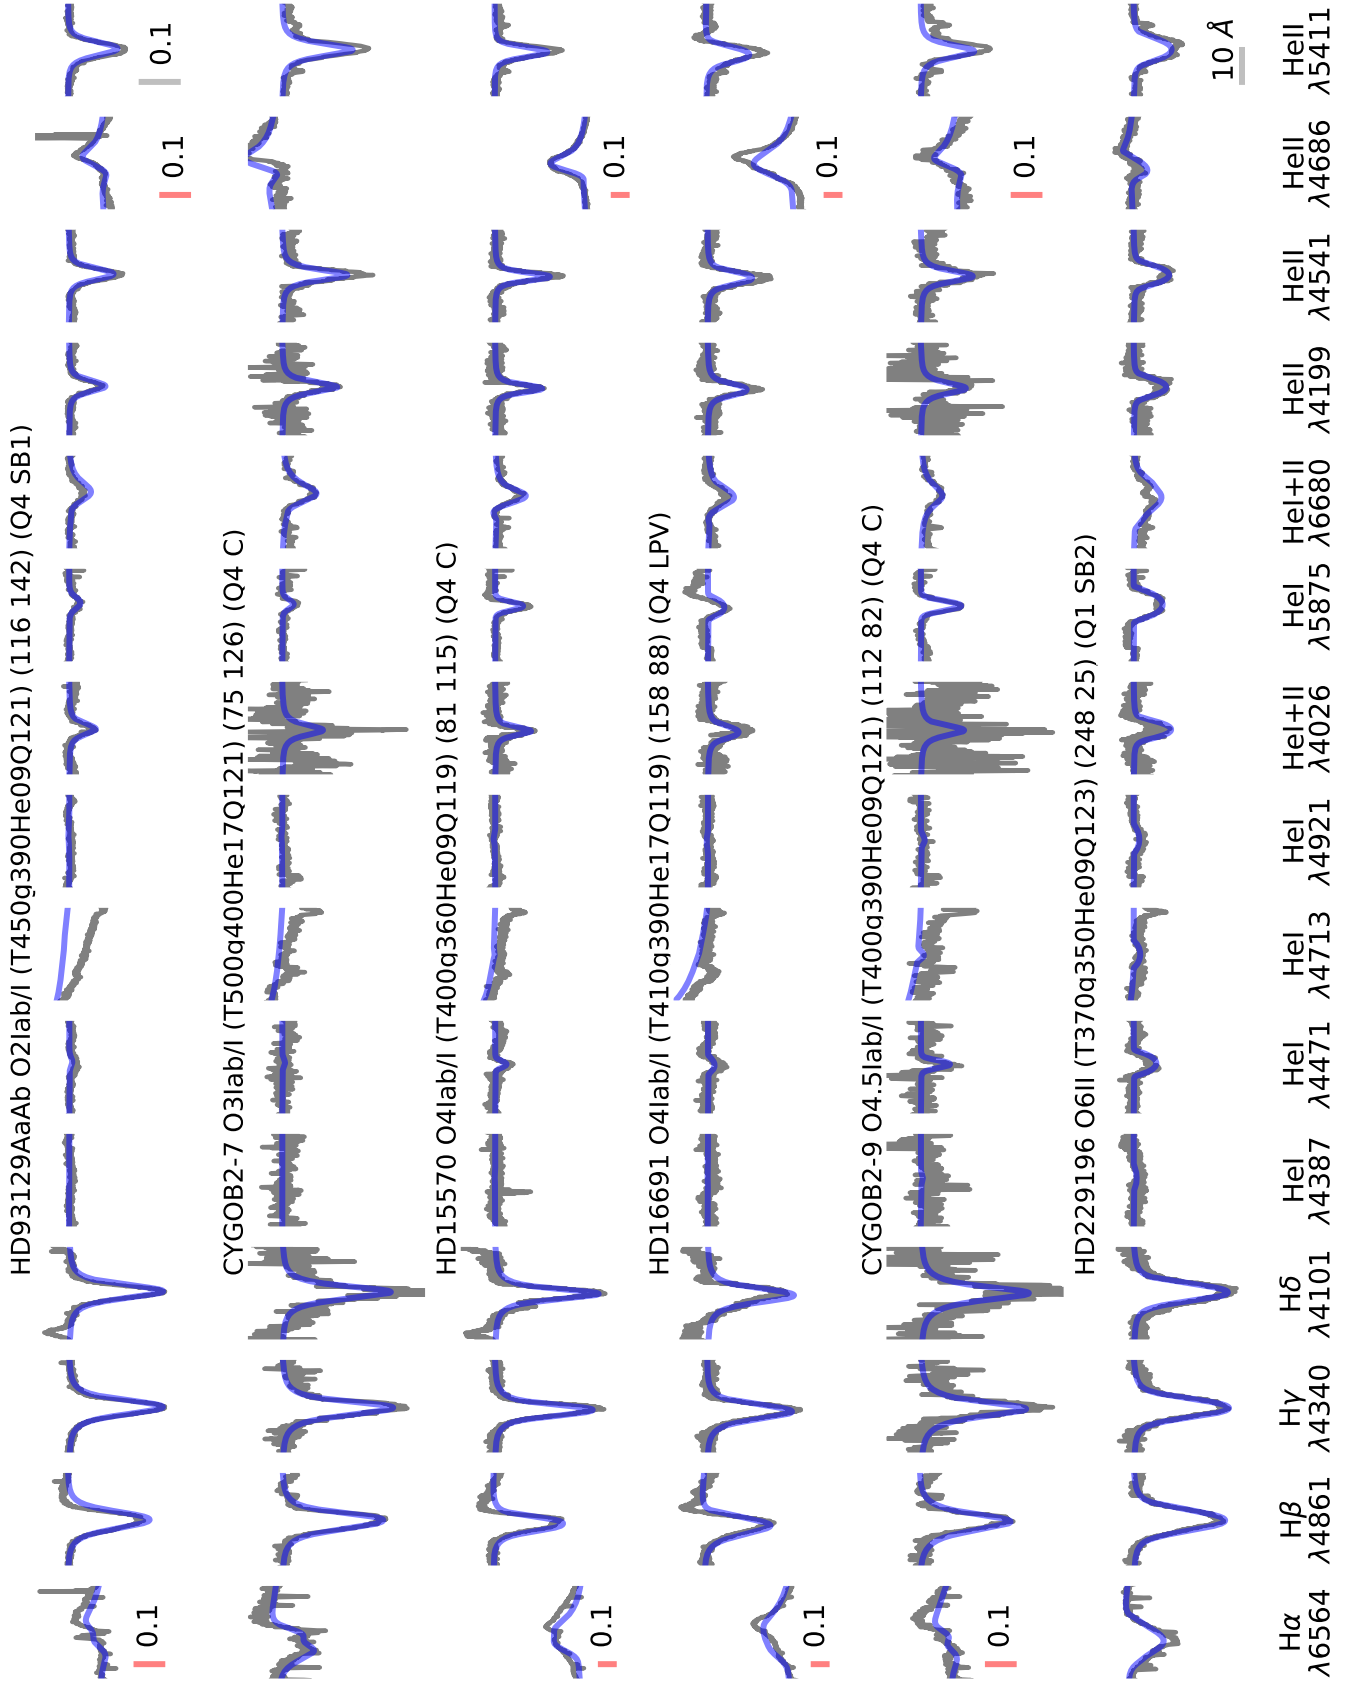 HD93129AaAb O2Iab/I (T450g390He09Q121) (116 142) (Q4 SB1)
0.1
0.1
0.1
CYGOB2-7 O3Iab/I (T500g400He17Q121) (75 126) (Q4 C)
HD15570 O4Iab/I (T400g360He09Q119) (81 115) (Q4 C)
0.1
0.1
HD16691 O4Iab/I (T410g390He17Q119) (158 88) (Q4 LPV)
0.1
0.1
CYGOB2-9 O4.5Iab/I (T400g390He09Q121) (112 82) (Q4 C)
0.1
0.1
HD229196 O6II (T370g350He09Q123) (248 25) (Q1 SB2)
10 Å
Hα
λ6564
Hβ
λ4861
Hγ
λ4340
Hδ
λ4101
HeI
λ4387
HeI
λ4471
HeI
λ4713
HeI
λ4921
HeI+II
λ4026
HeI
λ5875
HeI+II
λ6680
HeII
λ4199
HeII
λ4541
HeII
λ4686
HeII
λ5411